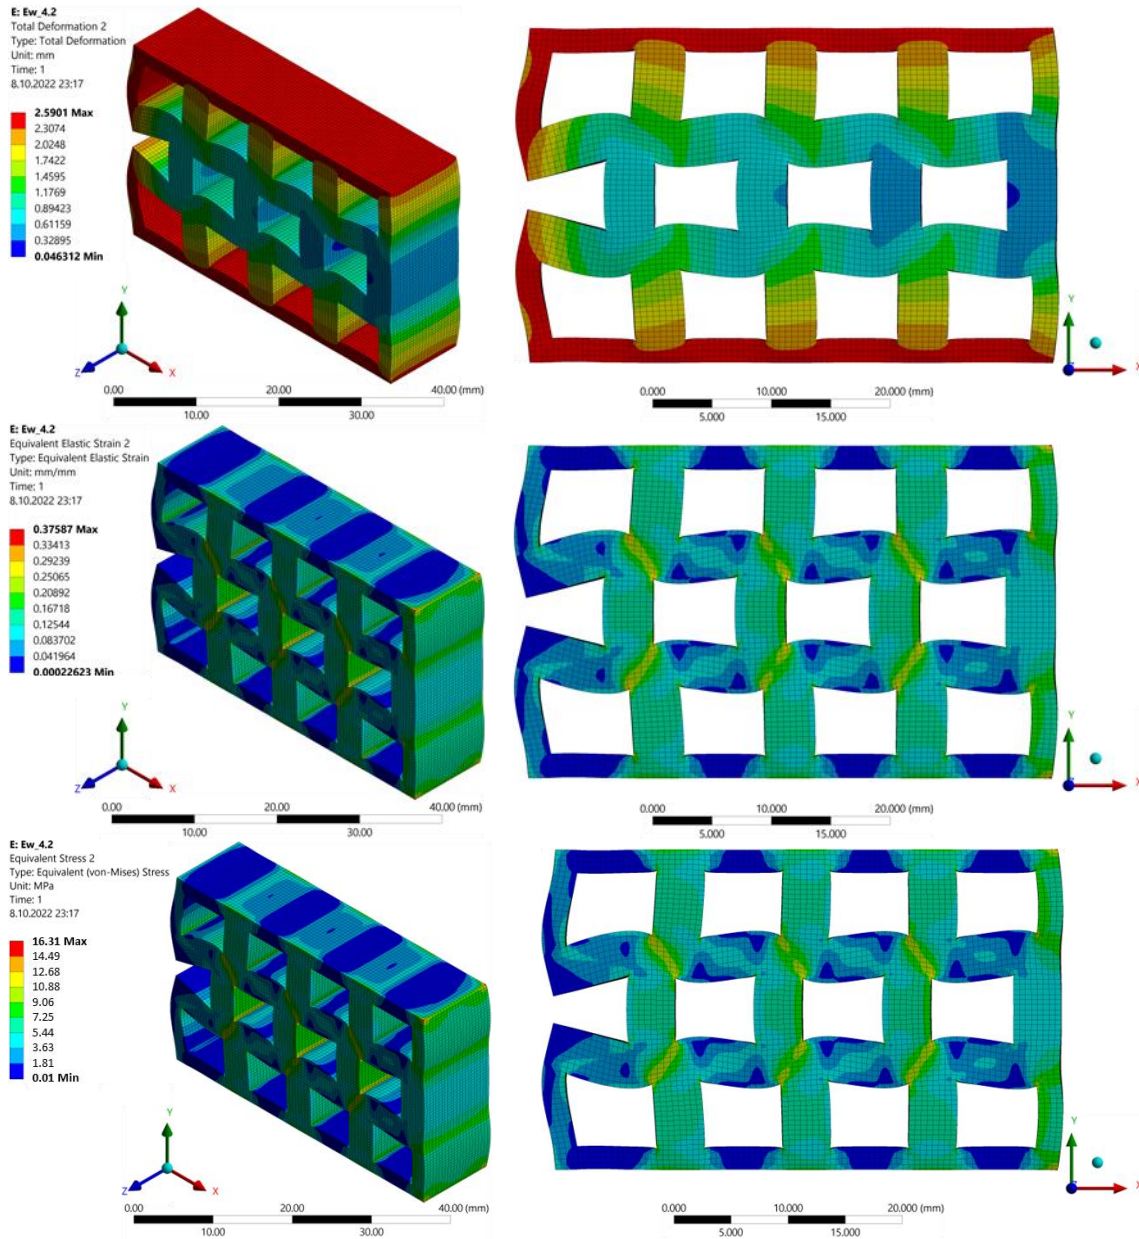 E: Ew_4.2
Total Deformation 2
Type: Total Deformation
Unit: mm
Time: 1
8.10.2022 23:17
2.5901 Max
2.3074
2.0248
1.7422
1.4595
1.1769
0.89423
0.61159
0.32895
0.046312 Min
Y
Z
X
0.00 20.00 40.00 (mm)
10.00 30.00
0.000 10.000 20.000 (mm)
5.000 15.000
Y
Z
X
E: Ew_4.2
Equivalent Elastic Strain 2
Type: Equivalent Elastic Strain
Unit: mm/mm
Time: 1
8.10.2022 23:17
0.37587 Max
0.33413
0.29239
0.25065
0.20892
0.16718
0.12544
0.083702
0.041964
0.00022623 Min
Y
Z
X
0.00 20.00 40.00 (mm)
10.00 30.00
0.000 10.000 20.000 (mm)
5.000 15.000
Y
Z
X
E: Ew_4.2
Equivalent Stress 2
Type: Equivalent (von-Mises) Stress
Unit: MPa
Time: 1
8.10.2022 23:17
16.31 Max
14.49
12.68
10.88
9.06
7.25
5.44
3.63
1.81
0.01 Min
Y
Z
X
0.00 20.00 40.00 (mm)
10.00 30.00
0.000 10.000 20.000 (mm)
5.000 15.000
Y
Z
X